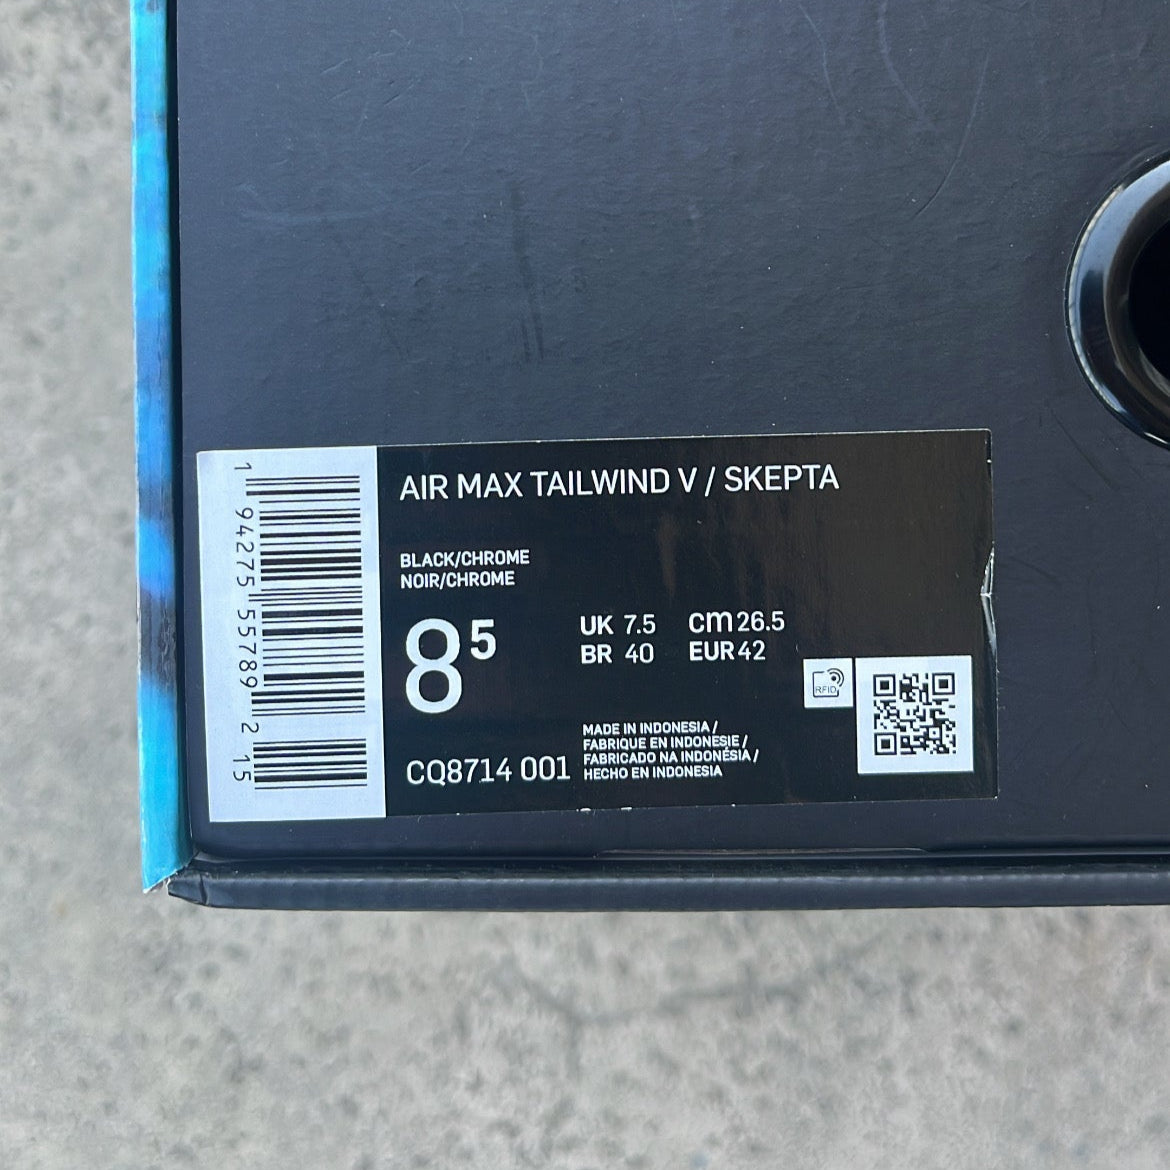 AIR MAX TAILWIND V / SKEPTA
BLACK/CHROME
NOIR/CHROME
8⁵
UK 7.5
cm 26.5
BR 40
EUR 42
RFID
MADE IN INDONESIA /
FABRIQUE EN INDONESIE /
FABRICADO NA INDONÉSIA /
HECHO EN INDONESIA
CQ8714 001
1 94275 55789 2 15